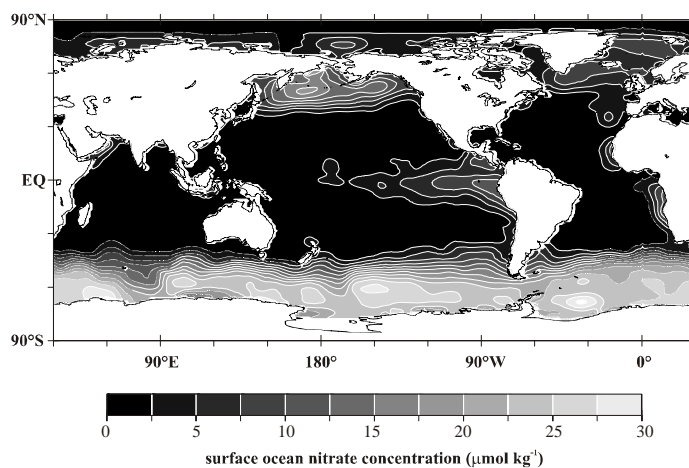 90°N
EQ
90°S
90°E 180° 90°W 0°
0 5 10 15 20 25 30
surface ocean nitrate concentration (μmol kg⁻¹)